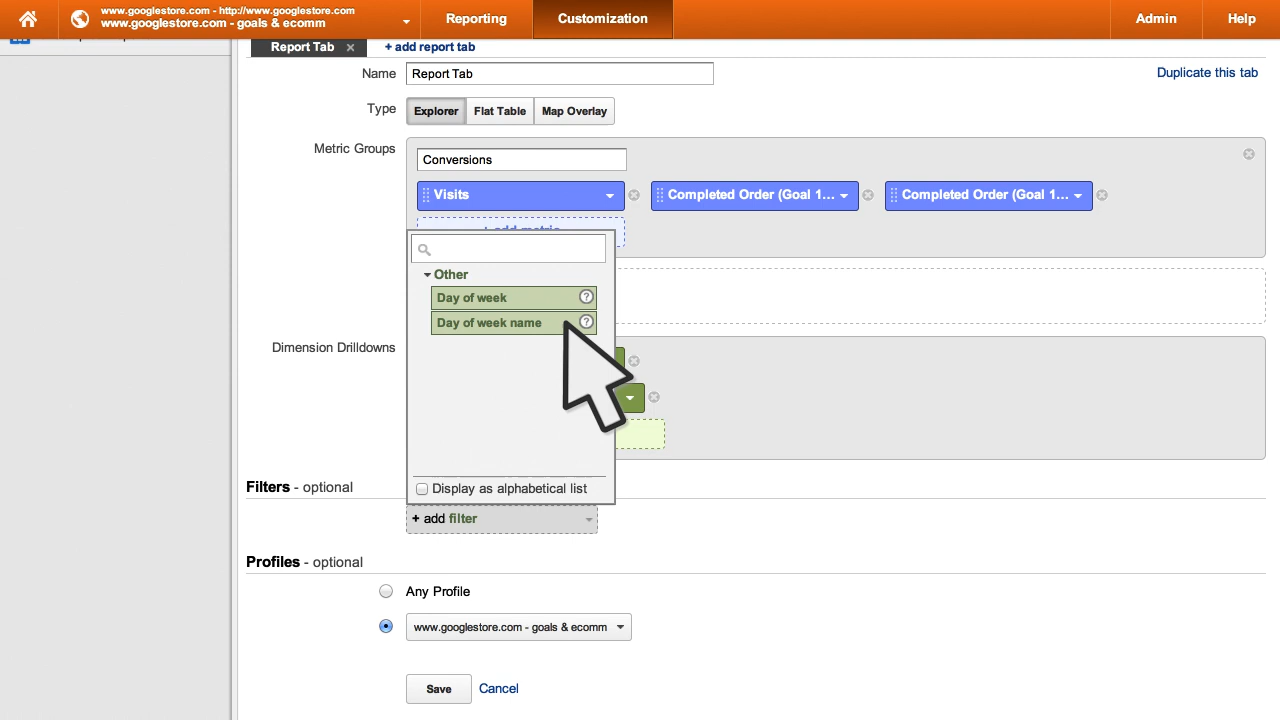 www.googlestore.com - http://www.googlestore.com
www.googlestore.com - goals & ecomm
Reporting
Customization
Admin
Help
Report Tab
+ add report tab
Name
Report Tab
Duplicate this tab
Type
Explorer
Flat Table
Map Overlay
Metric Groups
Conversions
Visits
Completed Order (Goal 1...
Completed Order (Goal 1...
+ add metric
Other
Day of week
Day of week name
Dimension Drilldowns
Display as alphabetical list
Filters - optional
+ add filter
Profiles - optional
Any Profile
www.googlestore.com - goals & ecomm
Save
Cancel